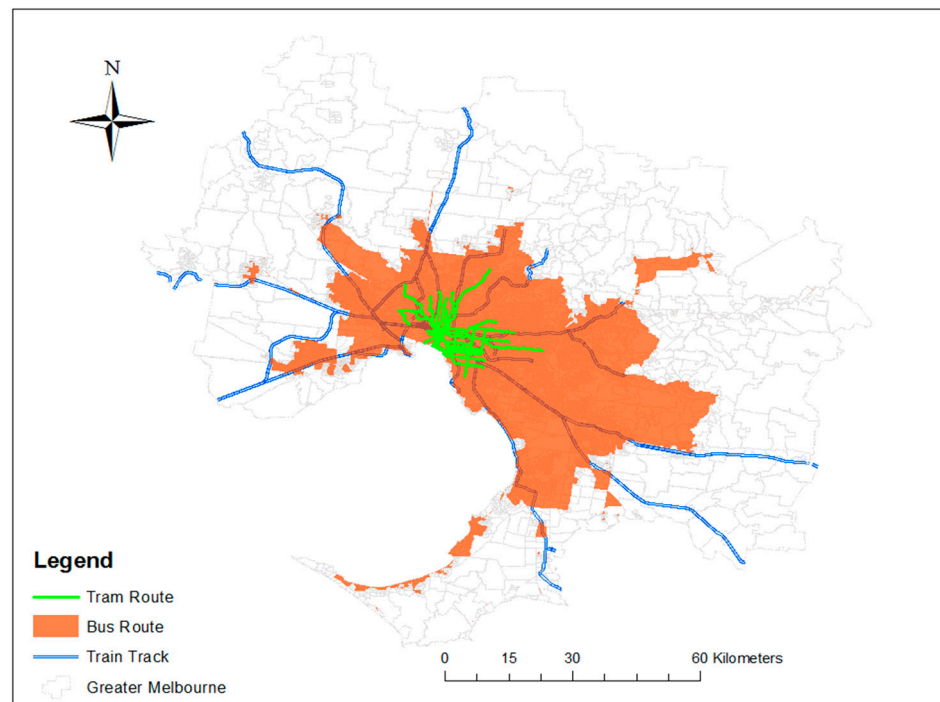 N
Legend
Tram Route
Bus Route
Train Track
Greater Melbourne
0 15 30 60 Kilometers